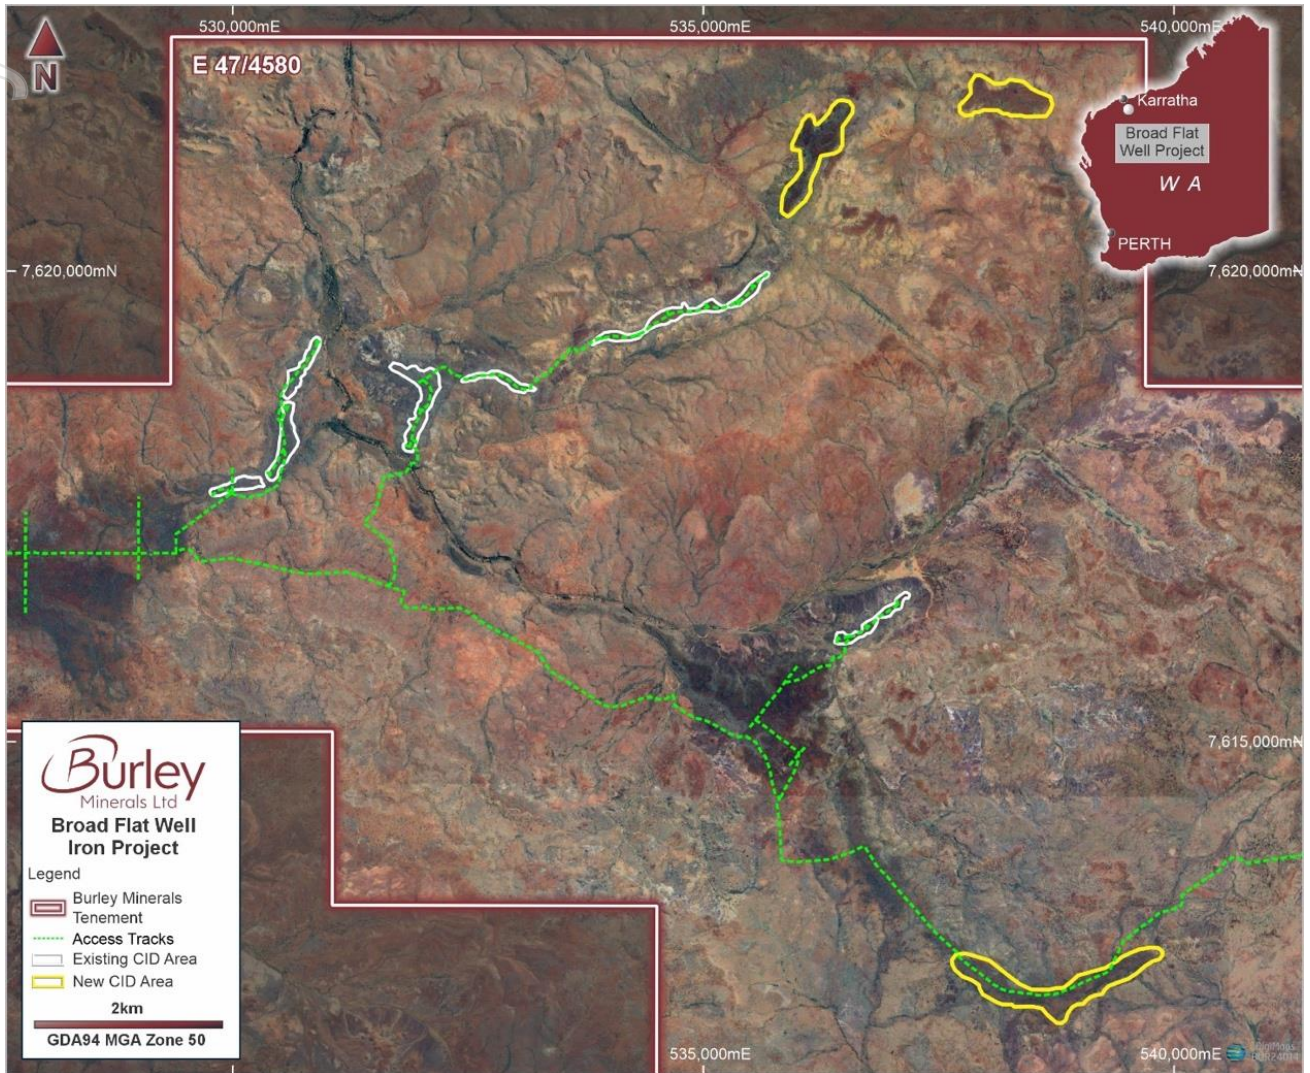 530,000mE
535,000mE
540,000mE
N
E 47/4580
Karratha
Broad Flat
Well Project
W A
PERTH
7,620,000mN
7,620,000mN
7,615,000mN
Burley
Minerals Ltd
Broad Flat Well
Iron Project
Legend
Burley Minerals
Tenement
Access Tracks
Existing CID Area
New CID Area
2km
GDA94 MGA Zone 50
535,000mE
540,000mE